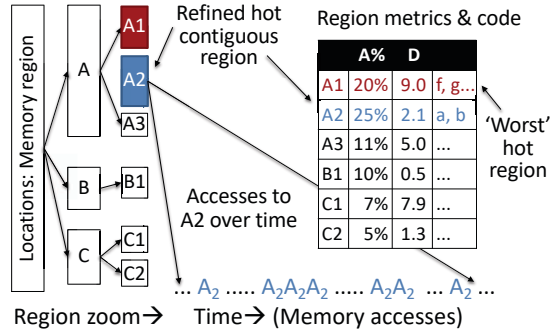 Locations: Memory region
A
B
C
A1
A2
A3
B1
C1
C2
Refined hot
contiguous
region
Accesses to
A2 over time
Region metrics & code
A% D
A1 20% 9.0 f, g...
A2 25% 2.1 a, b
A3 11% 5.0 ...
B1 10% 0.5 ...
C1 7% 7.9 ...
C2 5% 1.3 ...
‘Worst’
hot
region
... A₂ ..... A₂A₂A₂ ..... A₂A₂ ... A₂ ...
Region zoom→ Time→ (Memory accesses)